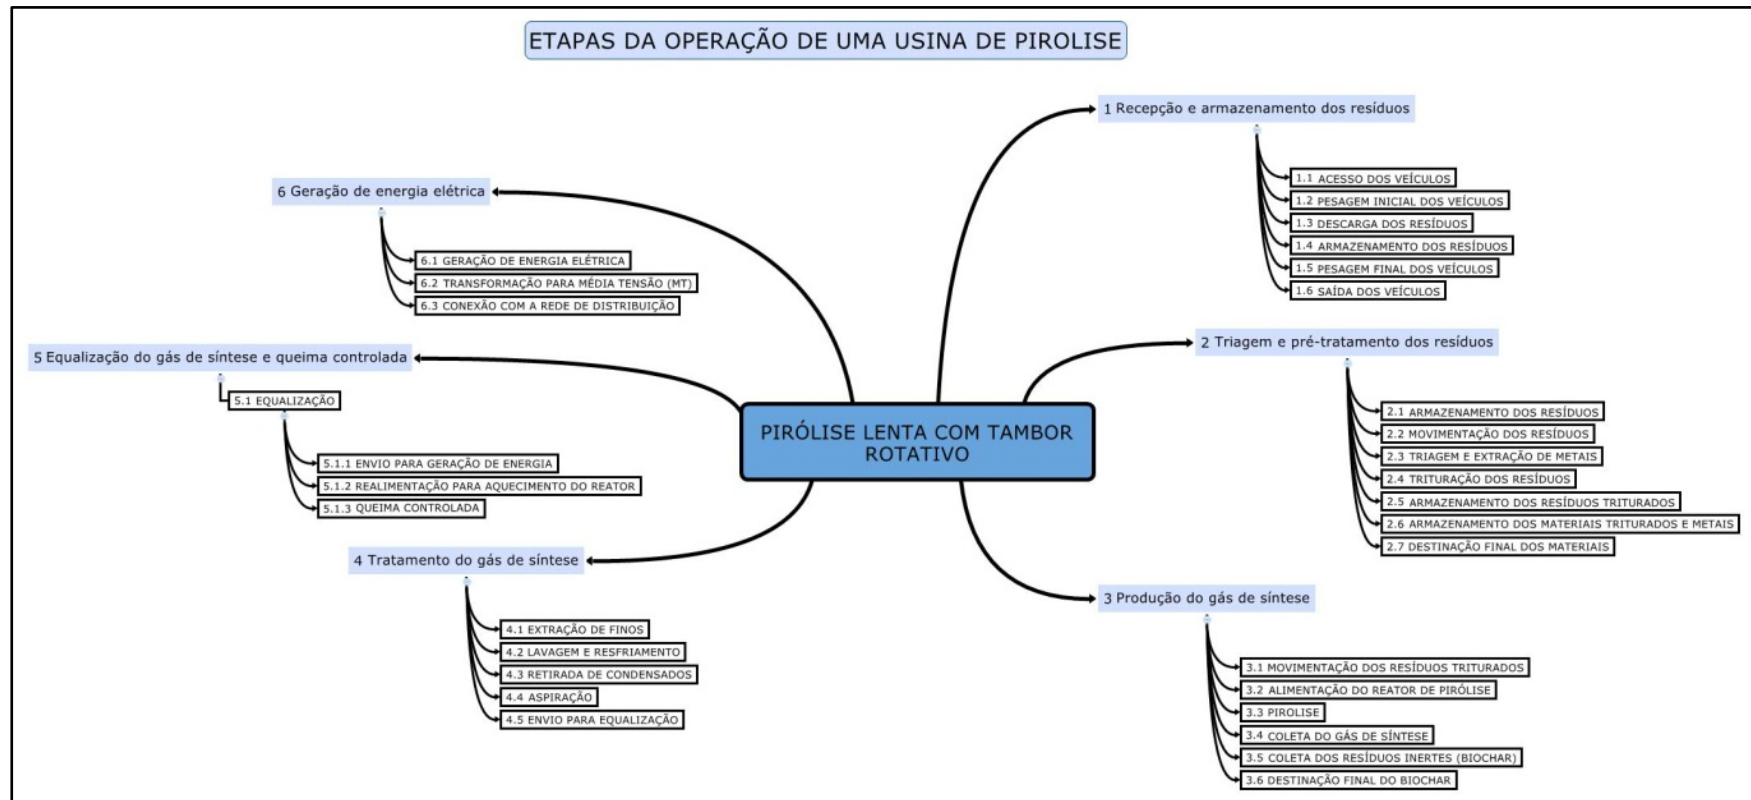 ETAPAS DA OPERAÇÃO DE UMA USINA DE PIROLISE
PIRÓLISE LENTA COM TAMBOR
ROTATIVO
1 Recepção e armazenamento dos resíduos
1.1 ACESSO DOS VEÍCULOS
1.2 PESAGEM INICIAL DOS VEÍCULOS
1.3 DESCARGA DOS RESÍDUOS
1.4 ARMAZENAMENTO DOS RESÍDUOS
1.5 PESAGEM FINAL DOS VEÍCULOS
1.6 SAÍDA DOS VEÍCULOS
2 Triagem e pré-tratamento dos resíduos
2.1 ARMAZENAMENTO DOS RESÍDUOS
2.2 MOVIMENTAÇÃO DOS RESÍDUOS
2.3 TRIAGEM E EXTRAÇÃO DE METAIS
2.4 TRITURAÇÃO DOS RESÍDUOS
2.5 ARMAZENAMENTO DOS RESÍDUOS TRITURADOS
2.6 ARMAZENAMENTO DOS MATERIAIS TRITURADOS E METAIS
2.7 DESTINAÇÃO FINAL DOS MATERIAIS
3 Produção do gás de síntese
3.1 MOVIMENTAÇÃO DOS RESÍDUOS TRITURADOS
3.2 ALIMENTAÇÃO DO REATOR DE PIRÓLISE
3.3 PIROLISE
3.4 COLETA DO GÁS DE SÍNTESE
3.5 COLETA DOS RESÍDUOS INERTES (BIOCHAR)
3.6 DESTINAÇÃO FINAL DO BIOCHAR
4 Tratamento do gás de síntese
4.1 EXTRAÇÃO DE FINOS
4.2 LAVAGEM E RESFRIAMENTO
4.3 RETIRADA DE CONDENSADOS
4.4 ASPIRAÇÃO
4.5 ENVIO PARA EQUALIZAÇÃO
5 Equalização do gás de síntese e queima controlada
5.1 EQUALIZAÇÃO
5.1.1 ENVIO PARA GERAÇÃO DE ENERGIA
5.1.2 REALIMENTAÇÃO PARA AQUECIMENTO DO REATOR
5.1.3 QUEIMA CONTROLADA
6 Geração de energia elétrica
6.1 GERAÇÃO DE ENERGIA ELÉTRICA
6.2 TRANSFORMAÇÃO PARA MÉDIA TENSÃO (MT)
6.3 CONEXÃO COM A REDE DE DISTRIBUIÇÃO